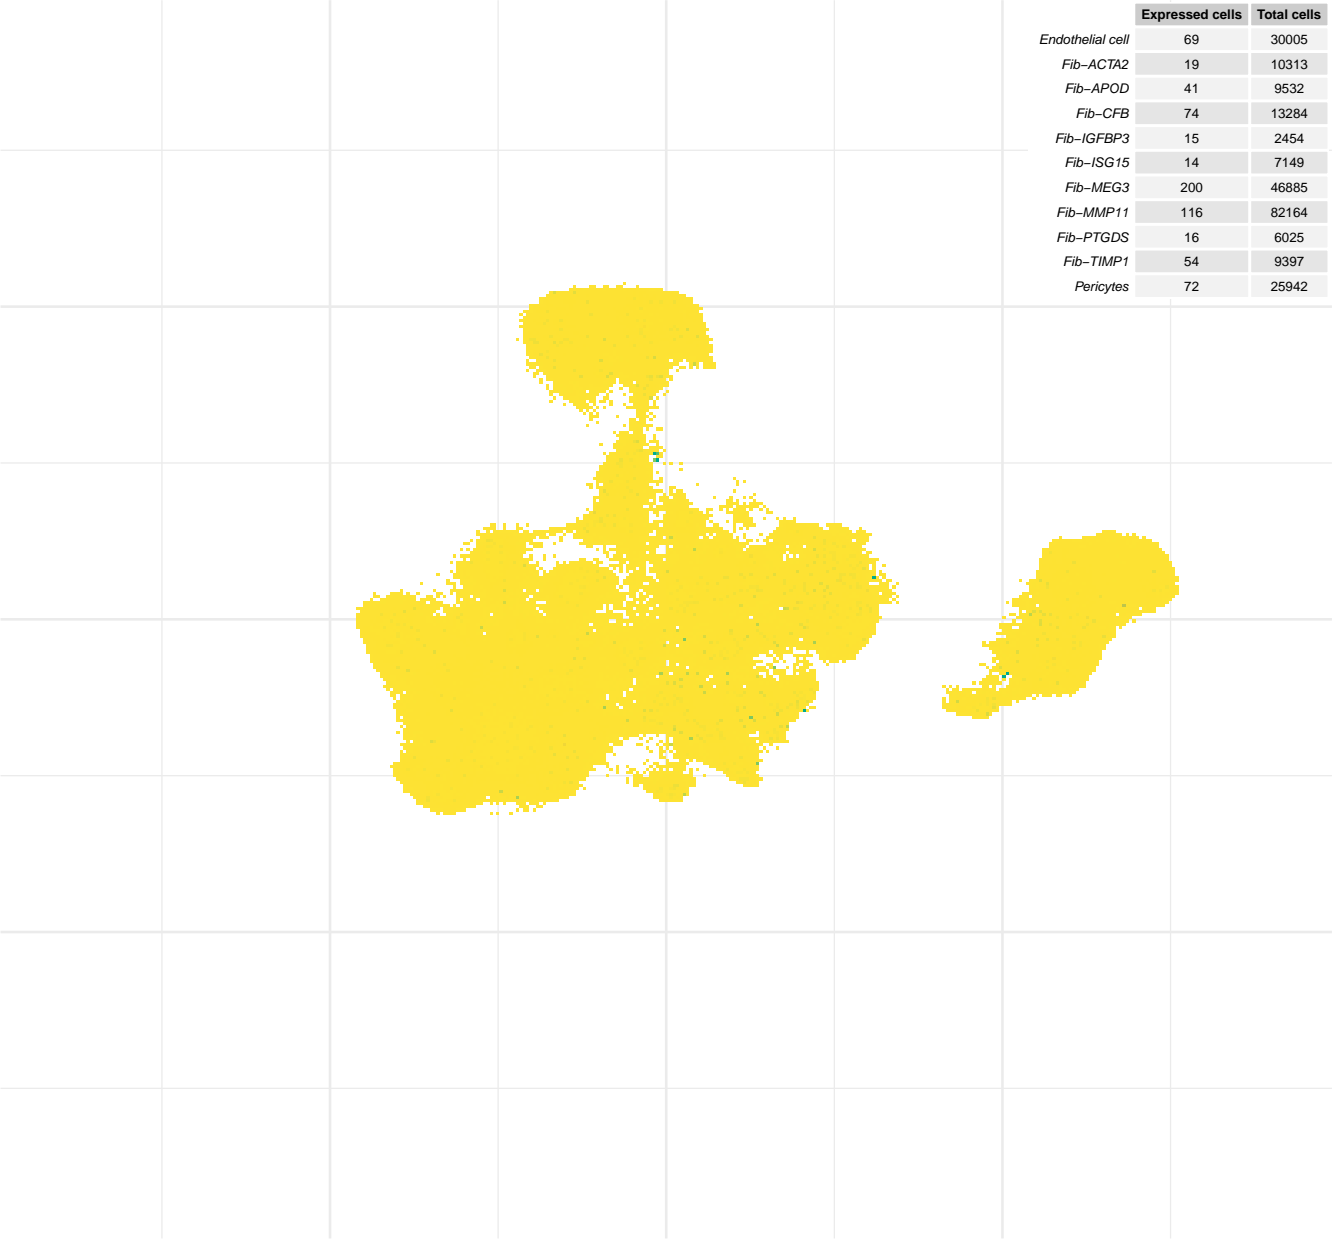 Expressed cells Total cells
Endothelial cell 69 30005
Fib−ACTA2 19 10313
Fib−APOD 41 9532
Fib−CFB 74 13284
Fib−IGFBP3 15 2454
Fib−ISG15 14 7149
Fib−MEG3 200 46885
Fib−MMP11 116 82164
Fib−PTGDS 16 6025
Fib−TIMP1 54 9397
Pericytes 72 25942